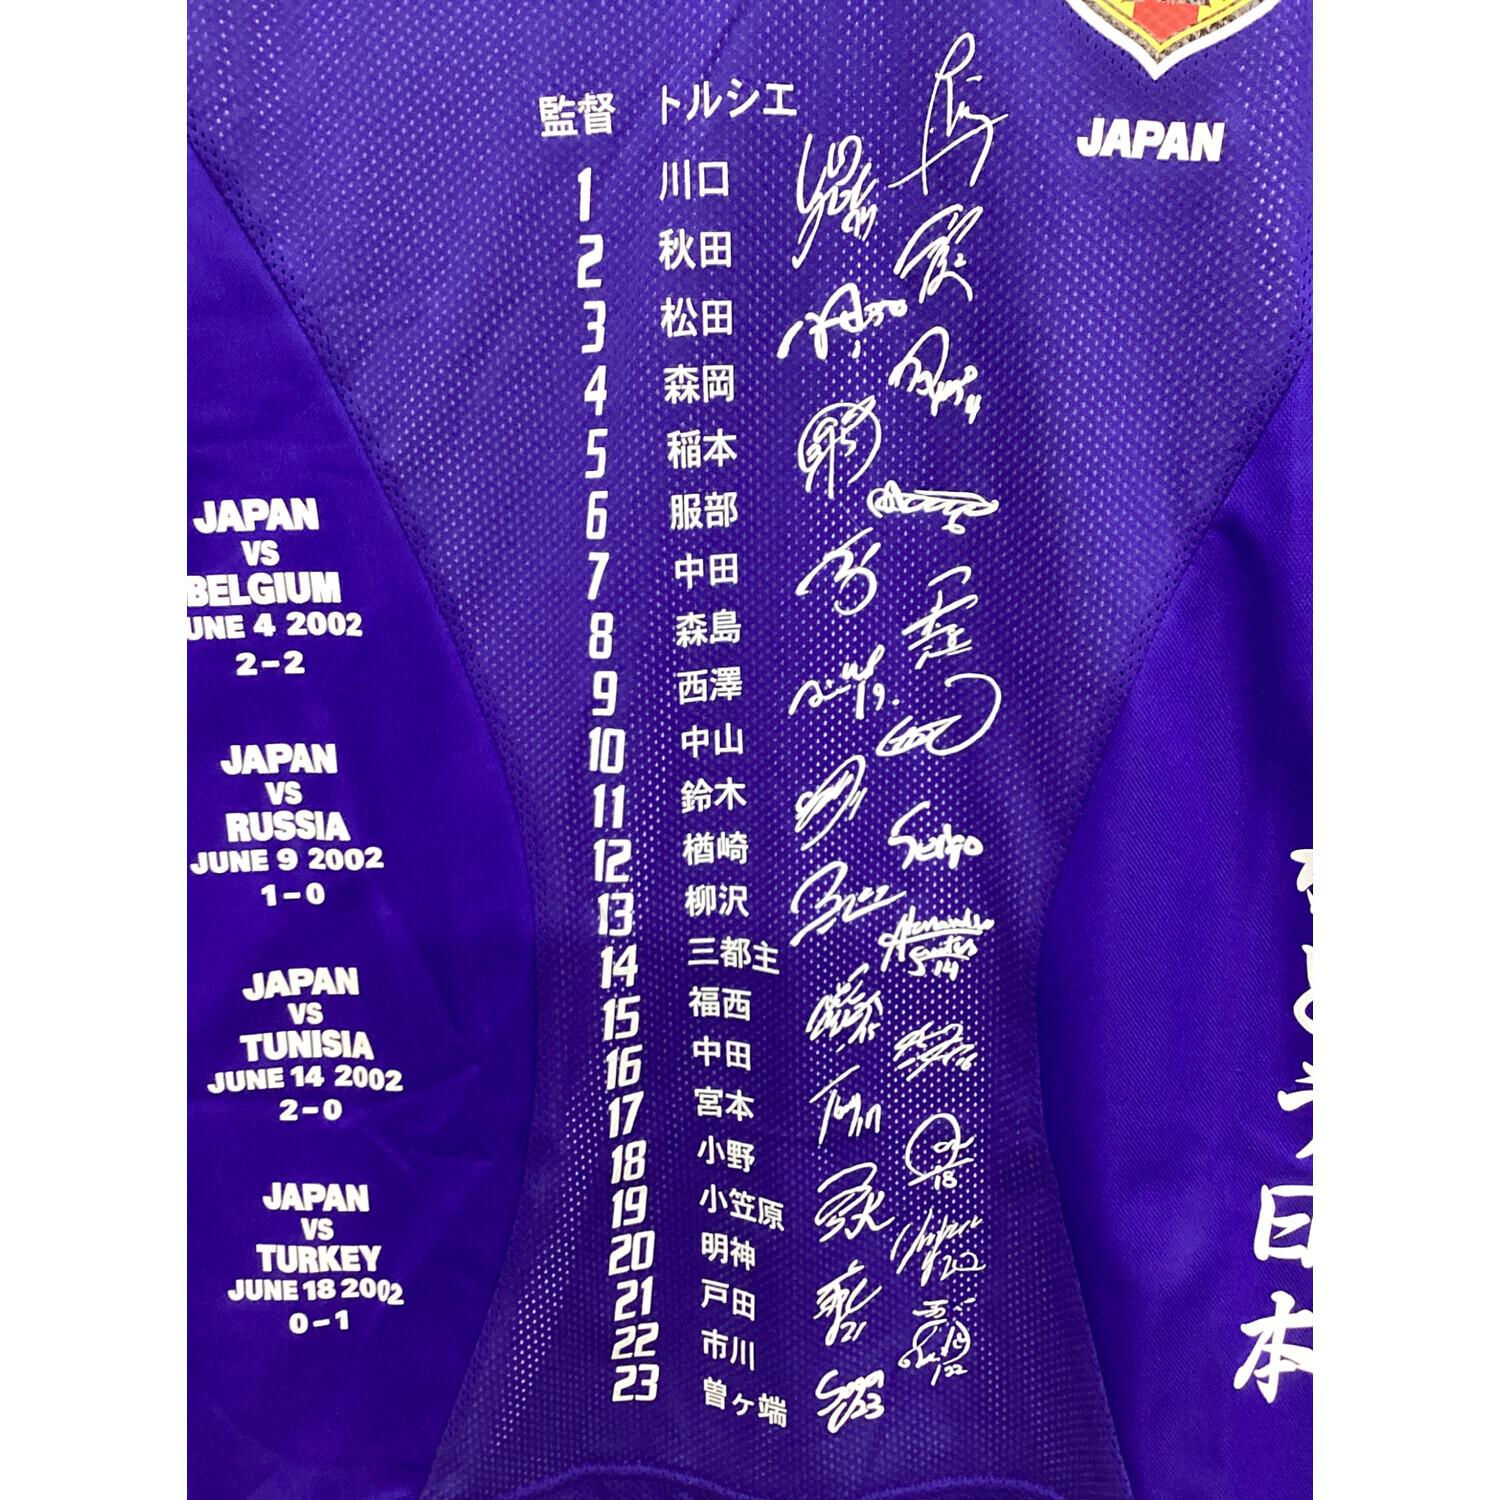 JAPAN
監督 トルシエ
1 川口
2 秋田
3 松田
4 森岡
5 稲本
6 服部
7 中田
8 森島
9 西澤
10 中山
11 鈴木
12 楢崎
13 柳沢
14 三都主
15 福西
16 中田
17 宮本
18 小野
19 小笠原
20 明神
21 戸田
22 市川
23 曽ヶ端
JAPAN
VS
BELGIUM
UNE 4 2002
2-2
JAPAN
VS
RUSSIA
JUNE 9 2002
1-0
JAPAN
VS
TUNISIA
JUNE 14 2002
2-0
JAPAN
VS
TURKEY
JUNE 18 2002
0-1
日本